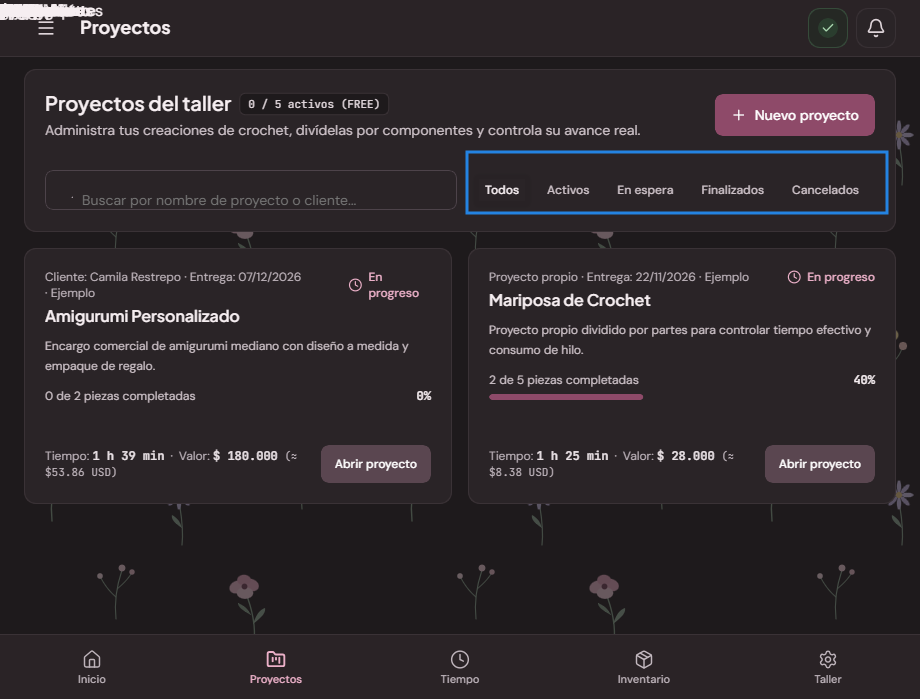 Proyectos
Proyectos del taller 0 / 5 activos (FREE)
Administra tus creaciones de crochet, divídelas por componentes y controla su avance real.
+ Nuevo proyecto
Buscar por nombre de proyecto o cliente...
Todos Activos En espera Finalizados Cancelados
Cliente: Camila Restrepo · Entrega: 07/12/2026
· Ejemplo
En
progreso
Amigurumi Personalizado
Encargo comercial de amigurumi mediano con diseño a medida y
empaque de regalo.
0 de 2 piezas completadas 0%
Tiempo: 1 h 39 min · Valor: $ 180.000 (≈
$53.86 USD)
Abrir proyecto
Proyecto propio · Entrega: 22/11/2026 · Ejemplo
En progreso
Mariposa de Crochet
Proyecto propio dividido por partes para controlar tiempo efectivo y
consumo de hilo.
2 de 5 piezas completadas 40%
Tiempo: 1 h 25 min · Valor: $ 28.000 (≈
$8.38 USD)
Abrir proyecto
Inicio Proyectos Tiempo Inventario Taller